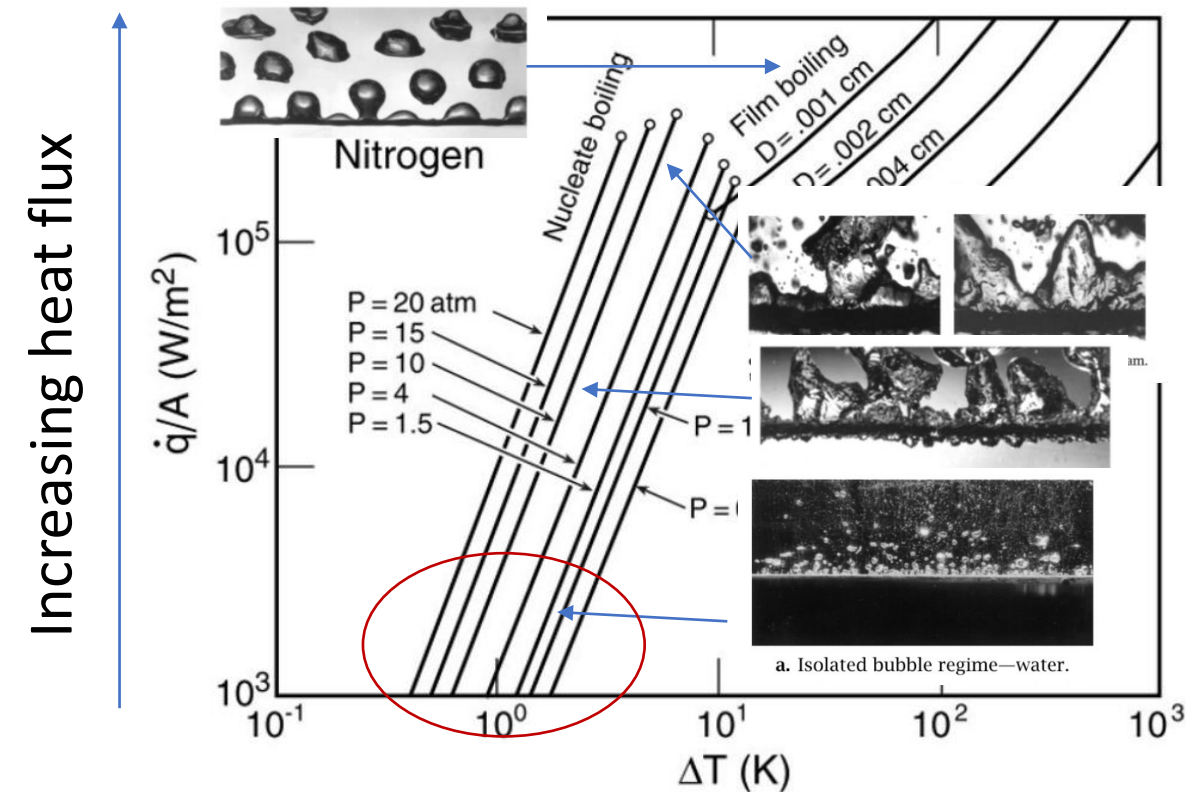 Increasing heat flux
Nitrogen
Nucleate boiling
Film boiling
D= .001 cm
D= .002 cm
004 cm
q̇/A (W/m²)
10⁵
10⁴
10³
P = 20 atm
P = 15
P = 10
P = 4
P = 1.5
P = 1
P =
am.
a. Isolated bubble regime—water.
10⁻¹
10⁰
10¹
10²
10³
ΔT (K)